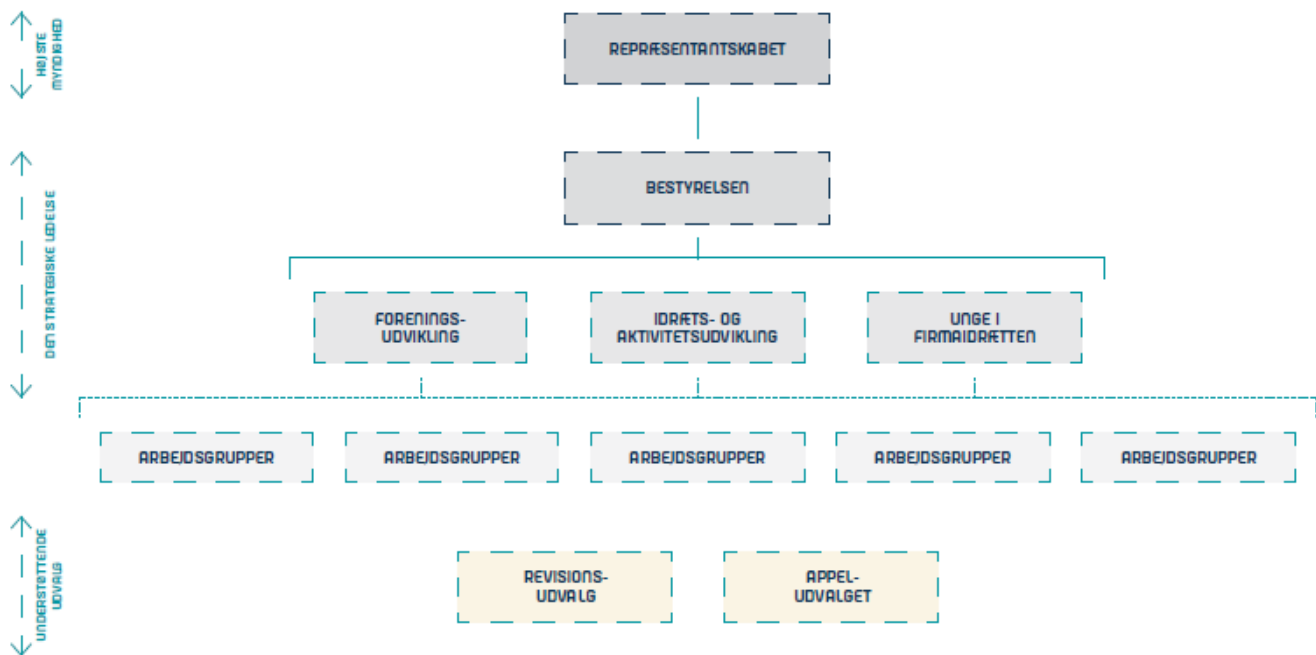 HØJSTE
MYNDIGHED
REPRÆSENTANTSKABET
DEN STRATEGISKE LEDELSE
BESTYRELSEN
FORENINGS-
UDVIKLING
IDRÆTS- OG
AKTIVITETSUDVIKLING
UNGE I
FIRMAIDRÆTTEN
ARBEJDSGRUPPER
ARBEJDSGRUPPER
ARBEJDSGRUPPER
ARBEJDSGRUPPER
ARBEJDSGRUPPER
UNDERSTØTTENDE
UDVALG
REVISIONS-
UDVALG
APPEL-
UDVALGET